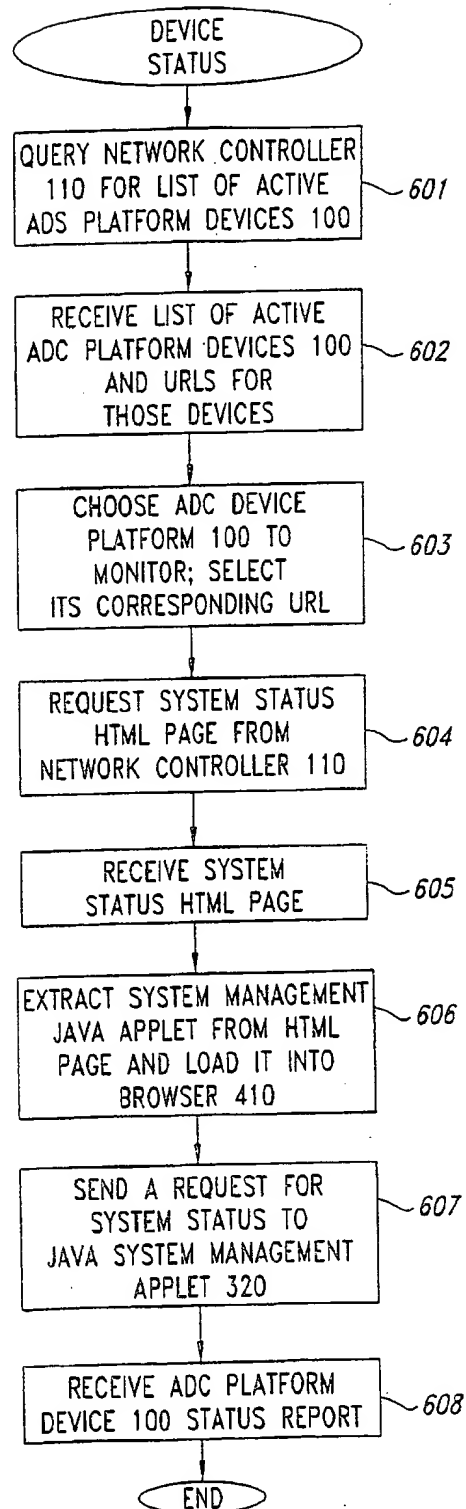 DEVICE
STATUS
QUERY NETWORK CONTROLLER
110 FOR LIST OF ACTIVE
ADS PLATFORM DEVICES 100
601
RECEIVE LIST OF ACTIVE
ADC PLATFORM DEVICES 100
AND URLS FOR
THOSE DEVICES
602
CHOOSE ADC DEVICE
PLATFORM 100 TO
MONITOR; SELECT
ITS CORRESPONDING URL
603
REQUEST SYSTEM STATUS
HTML PAGE FROM
NETWORK CONTROLLER 110
604
RECEIVE SYSTEM
STATUS HTML PAGE
605
EXTRACT SYSTEM MANAGEMENT
JAVA APPLET FROM HTML
PAGE AND LOAD IT INTO
BROWSER 410
606
SEND A REQUEST FOR
SYSTEM STATUS TO
JAVA SYSTEM MANAGEMENT
APPLET 320
607
RECEIVE ADC PLATFORM
DEVICE 100 STATUS REPORT
608
END